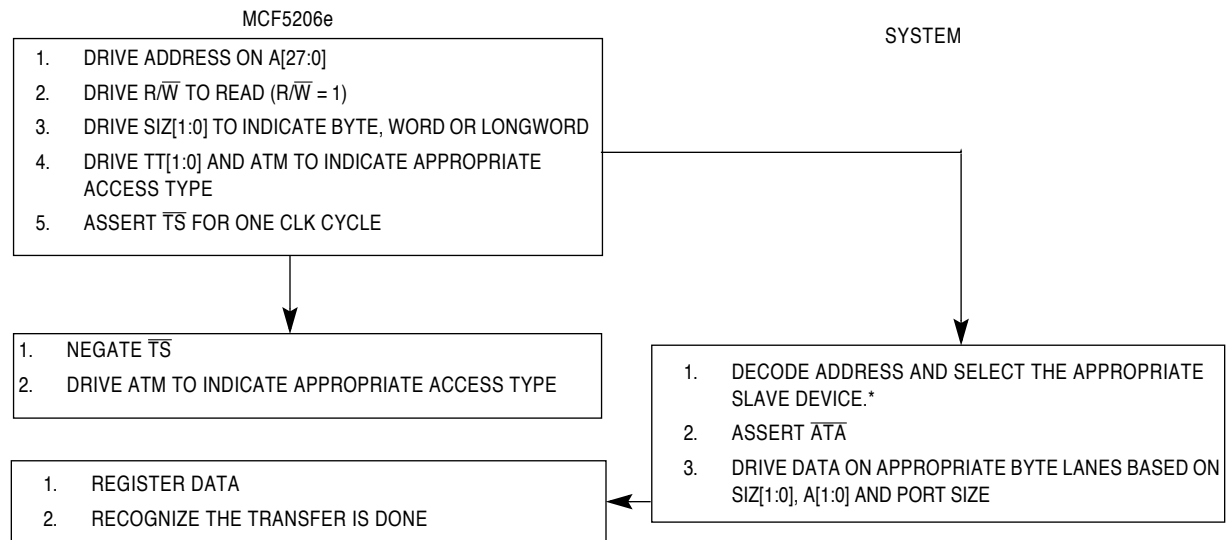 MCF5206e
SYSTEM
1. DRIVE ADDRESS ON A[27:0]
2. DRIVE R/W̅ TO READ (R/W̅ = 1)
3. DRIVE SIZ[1:0] TO INDICATE BYTE, WORD OR LONGWORD
4. DRIVE TT[1:0] AND ATM TO INDICATE APPROPRIATE
ACCESS TYPE
5. ASSERT T̅S̅ FOR ONE CLK CYCLE
1. NEGATE T̅S̅
2. DRIVE ATM TO INDICATE APPROPRIATE ACCESS TYPE
1. DECODE ADDRESS AND SELECT THE APPROPRIATE
SLAVE DEVICE.*
2. ASSERT A̅T̅A̅
3. DRIVE DATA ON APPROPRIATE BYTE LANES BASED ON
SIZ[1:0], A[1:0] AND PORT SIZE
1. REGISTER DATA
2. RECOGNIZE THE TRANSFER IS DONE